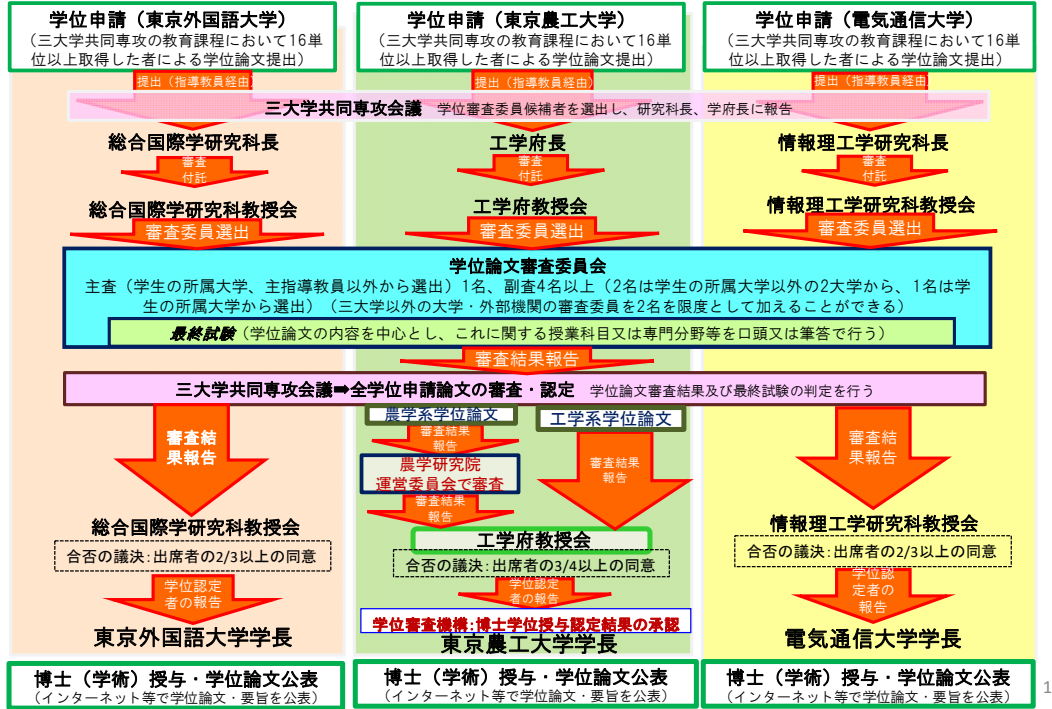 学位申請（東京外国語大学）
（三大学共同専攻の教育課程において16単
位以上取得した者による学位論文提出）
学位申請（東京農工大学）
（三大学共同専攻の教育課程において16単
位以上取得した者による学位論文提出）
学位申請（電気通信大学）
（三大学共同専攻の教育課程において16単
位以上取得した者による学位論文提出）
提出（指導教員経由）
提出（指導教員経由）
提出（指導教員経由）
三大学共同専攻会議　学位審査委員候補者を選出し、研究科長、学府長に報告
総合国際学研究科長
工学府長
情報理工学研究科長
審査
付託
審査
付託
審査
付託
総合国際学研究科教授会
工学府教授会
情報理工学研究科教授会
審査委員選出
審査委員選出
審査委員選出
学位論文審査委員会
主査（学生の所属大学、主指導教員以外から選出）1名、副査4名以上（2名は学生の所属大学以外の2大学から、1名は学
生の所属大学から選出）（三大学以外の大学・外部機関の審査委員を2名を限度として加えることができる）
最終試験（学位論文の内容を中心とし、これに関する授業科目又は専門分野等を口頭又は筆答で行う）
審査結果報告
三大学共同専攻会議➡全学位申請論文の審査・認定　学位論文審査結果及び最終試験の判定を行う
審査結
果報告
農学系学位論文
工学系学位論文
審査結果
報告
農学研究院
運営委員会で審査
審査結果
報告
審査結果
報告
審査結
果報告
総合国際学研究科教授会
工学府教授会
情報理工学研究科教授会
合否の議決：出席者の2/3以上の同意
合否の議決：出席者の3/4以上の同意
合否の議決：出席者の2/3以上の同意
学位認定
者の報告
学位認定
者の報告
学位認
定者の
報告
学位審査機構：博士学位授与認定結果の承認
東京外国語大学学長
東京農工大学学長
電気通信大学学長
博士（学術）授与・学位論文公表
（インターネット等で学位論文・要旨を公表）
博士（学術）授与・学位論文公表
（インターネット等で学位論文・要旨を公表）
博士（学術）授与・学位論文公表
（インターネット等で学位論文・要旨を公表）
1